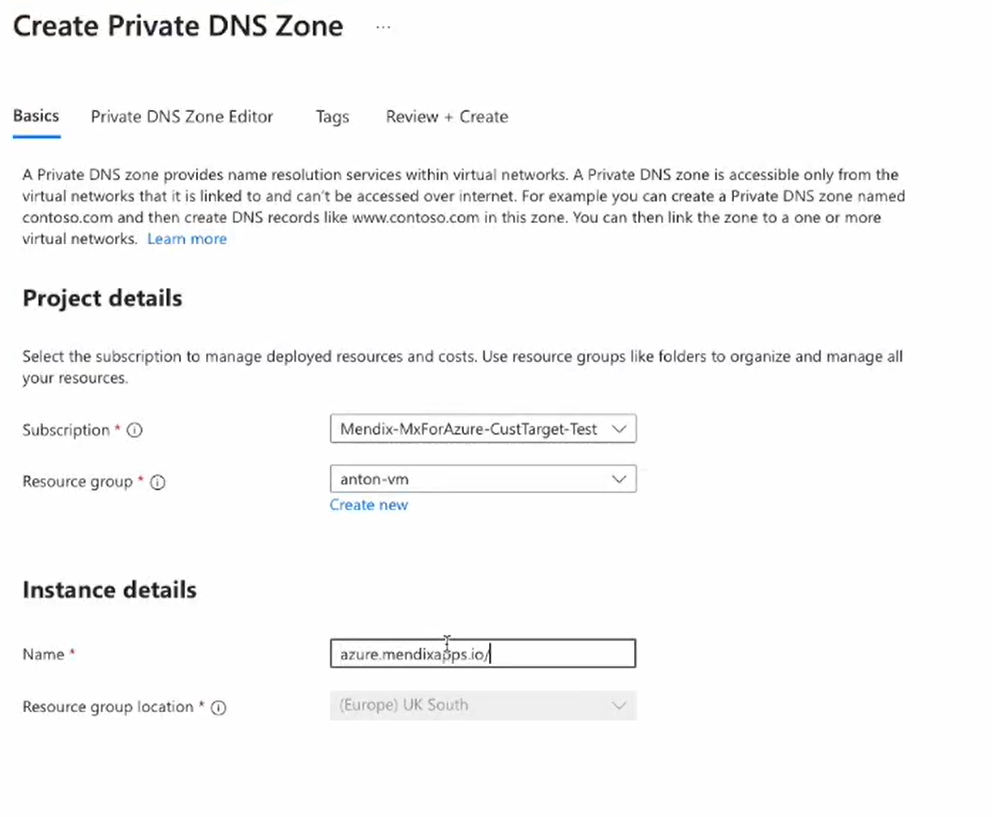 Create Private DNS Zone ...
Basics Private DNS Zone Editor Tags Review + Create
A Private DNS zone provides name resolution services within virtual networks. A Private DNS zone is accessible only from the
virtual networks that it is linked to and can't be accessed over internet. For example you can create a Private DNS zone named
contoso.com and then create DNS records like www.contoso.com in this zone. You can then link the zone to a one or more
virtual networks. Learn more
Project details
Select the subscription to manage deployed resources and costs. Use resource groups like folders to organize and manage all
your resources.
Subscription * Mendix-MxForAzure-CustTarget-Test
Resource group * anton-vm
Create new
Instance details
Name * azure.mendixapps.io/
Resource group location * (Europe) UK South